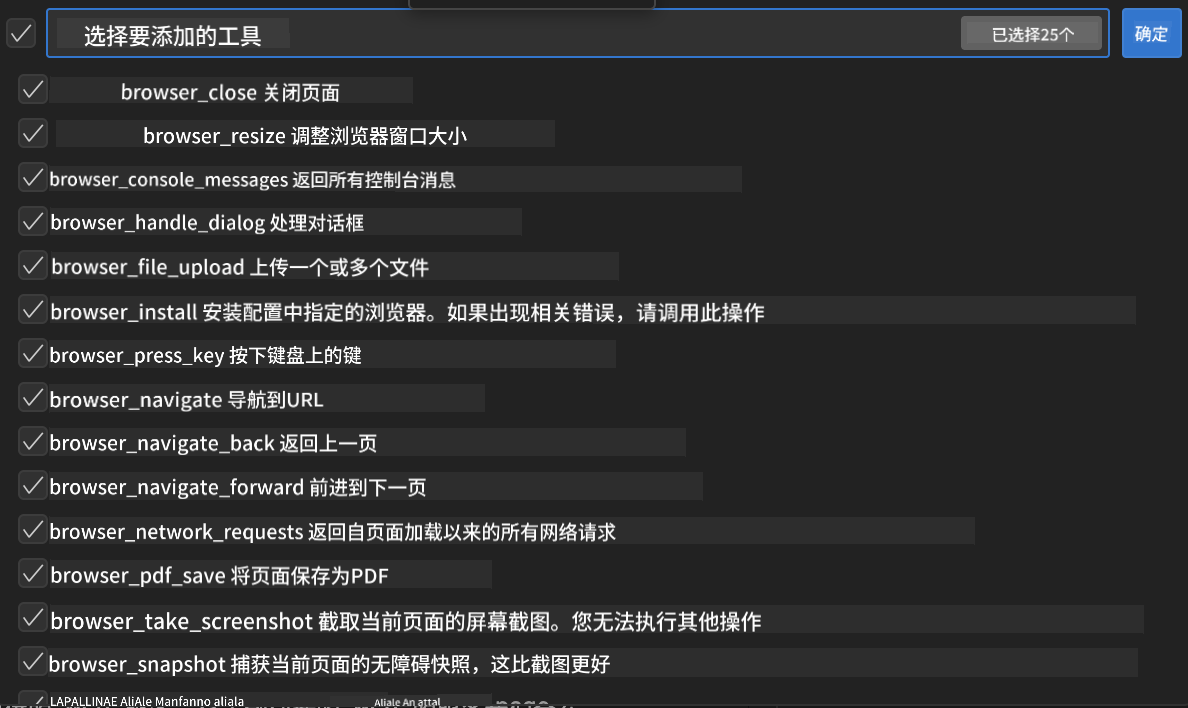 选择要添加的工具 已选择25个 确定
browser_close 关闭页面
browser_resize 调整浏览器窗口大小
browser_console_messages 返回所有控制台消息
browser_handle_dialog 处理对话框
browser_file_upload 上传一个或多个文件
browser_install 安装配置中指定的浏览器。如果出现相关错误，请调用此操作
browser_press_key 按下键盘上的键
browser_navigate 导航到URL
browser_navigate_back 返回上一页
browser_navigate_forward 前进到下一页
browser_network_requests 返回自页面加载以来的所有网络请求
browser_pdf_save 将页面保存为PDF
browser_take_screenshot 截取当前页面的屏幕截图。您无法执行其他操作
browser_snapshot 捕获当前页面的无障碍快照，这比截图更好
LAPALLINAE AliAle Manfanno aliala Aliale An attal